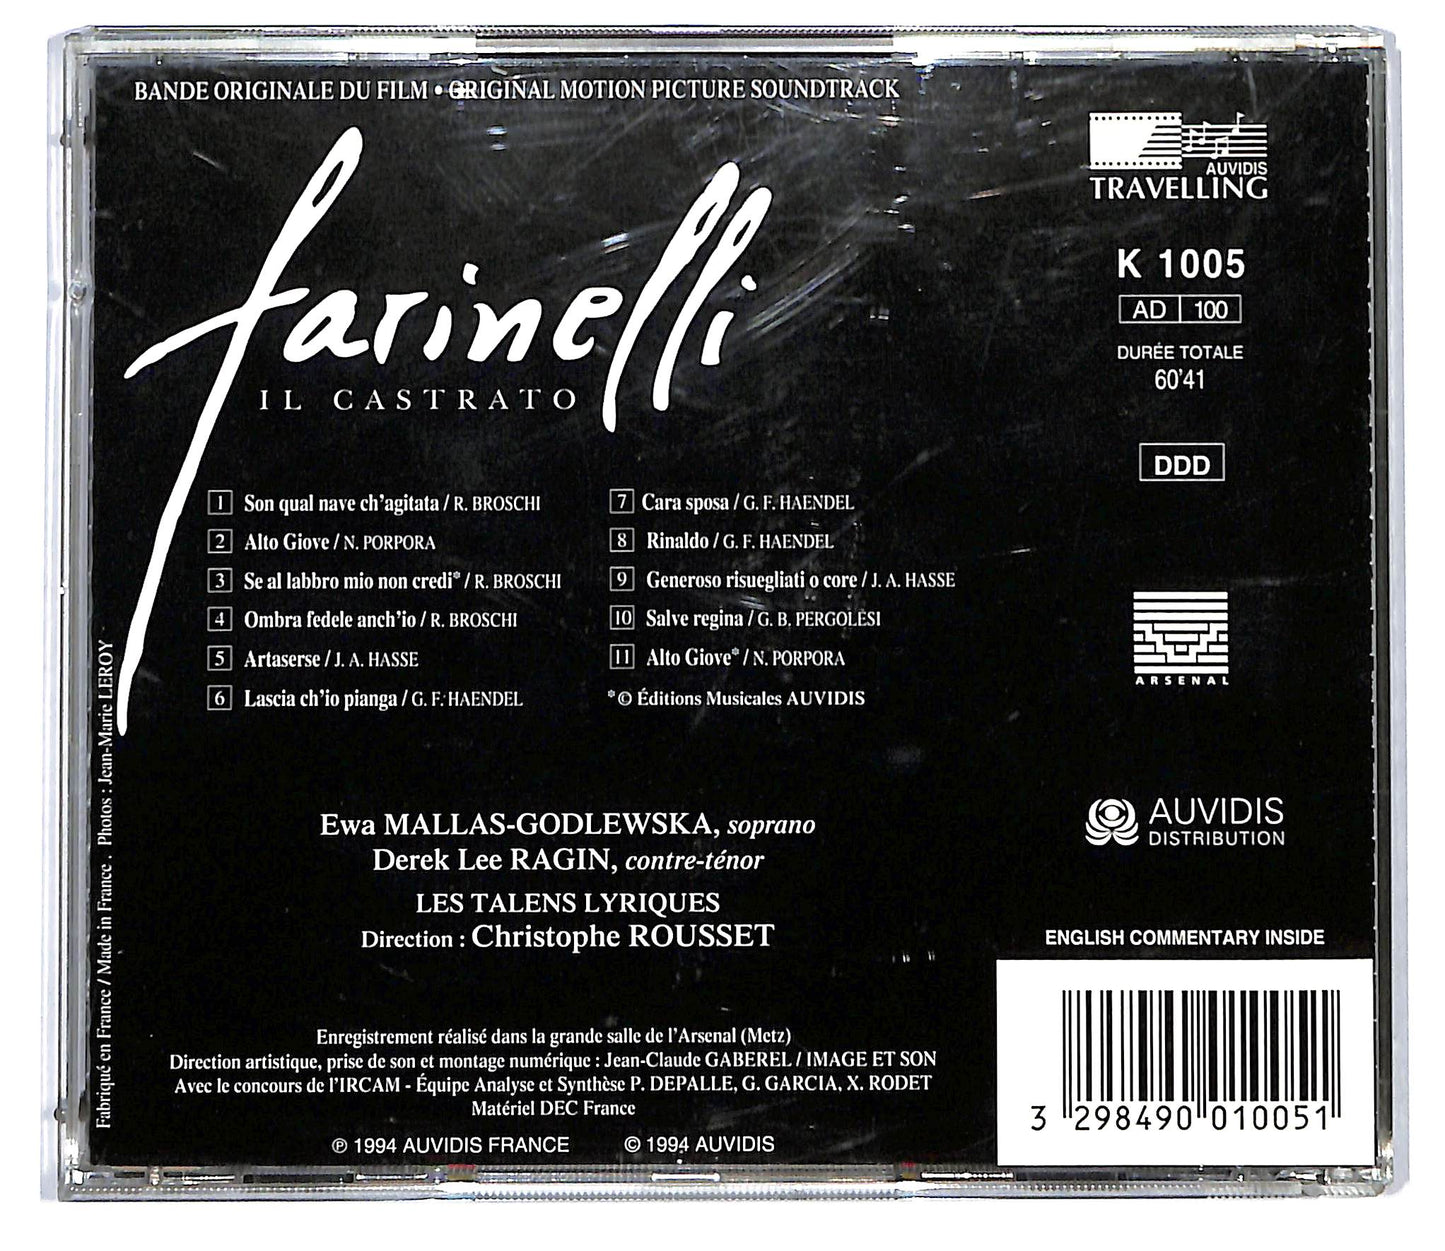 BANDE ORIGINALE DU FILM • ORIGINAL MOTION PICTURE SOUNDTRACK
farinelli
IL CASTRATO
1 Son qual nave ch'agitata / R. BROSCHI
2 Alto Giove / N. PORPORA
3 Se al labbro mio non credi* / R. BROSCHI
4 Ombra fedele anch'io / R. BROSCHI
5 Artaserse / J. A. HASSE
6 Lascia ch'io pianga / G. F. HAENDEL
7 Cara sposa / G. F. HAENDEL
8 Rinaldo / G. F. HAENDEL
9 Generoso risuegliati o core / J. A. HASSE
10 Salve regina / G. B. PERGOLESI
11 Alto Giove* / N. PORPORA
*© Éditions Musicales AUVIDIS
Ewa MALLAS-GODLEWSKA, soprano
Derek Lee RAGIN, contre-ténor
LES TALENS LYRIQUES
Direction : Christophe ROUSSET
Enregistrement réalisé dans la grande salle de l'Arsenal (Metz)
Direction artistique, prise de son et montage numérique : Jean-Claude GABEREL / IMAGE ET SON
Avec le concours de l'IRCAM - Équipe Analyse et Synthèse P. DEPALLE, G. GARCIA, X. RODET
Matériel DEC France
℗ 1994 AUVIDIS FRANCE © 1994 AUVIDIS
Fabriqué en France / Made in France . Photos : Jean-Marie LEROY
AUVIDIS
TRAVELLING
K 1005
AD 100
DURÉE TOTALE
60'41
DDD
ARSENAL
AUVIDIS
DISTRIBUTION
ENGLISH COMMENTARY INSIDE
3 298490 010051